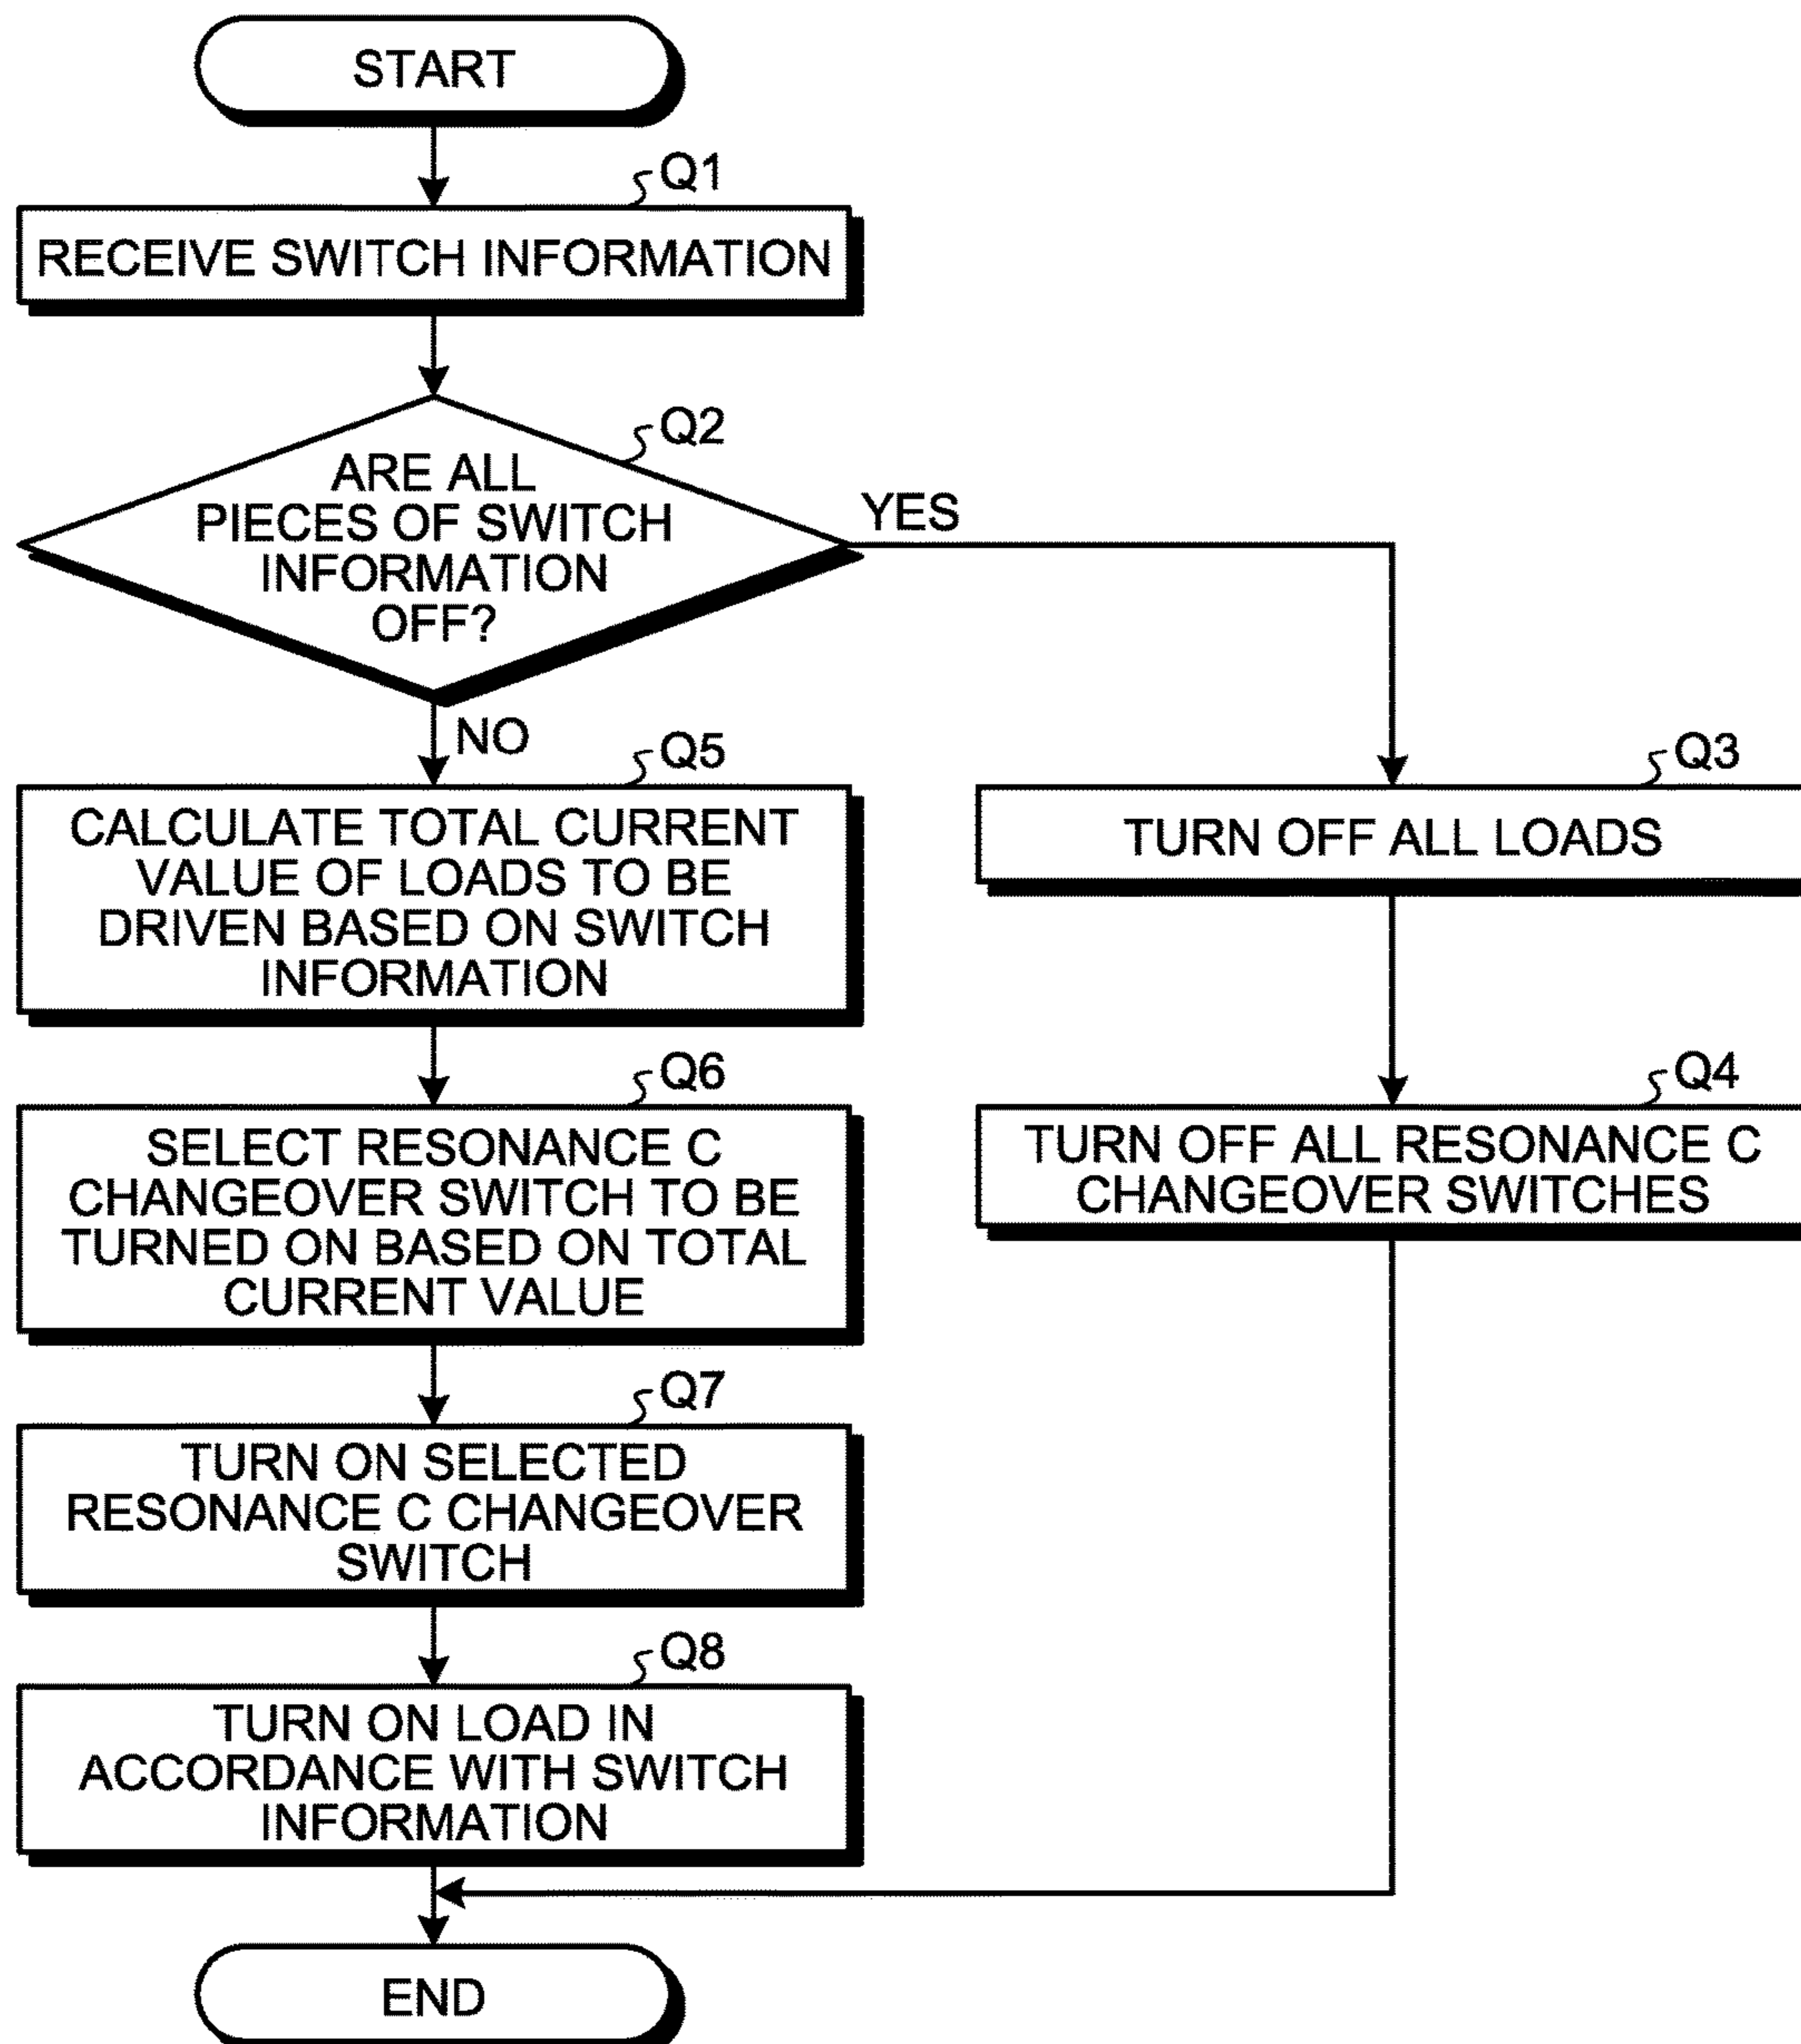 START
Q1
RECEIVE SWITCH INFORMATION
Q2
ARE ALL
PIECES OF SWITCH
INFORMATION
OFF?
YES
NO
Q5
CALCULATE TOTAL CURRENT
VALUE OF LOADS TO BE
DRIVEN BASED ON SWITCH
INFORMATION
Q3
TURN OFF ALL LOADS
Q6
SELECT RESONANCE C
CHANGEOVER SWITCH TO BE
TURNED ON BASED ON TOTAL
CURRENT VALUE
Q4
TURN OFF ALL RESONANCE C
CHANGEOVER SWITCHES
Q7
TURN ON SELECTED
RESONANCE C CHANGEOVER
SWITCH
Q8
TURN ON LOAD IN
ACCORDANCE WITH SWITCH
INFORMATION
END